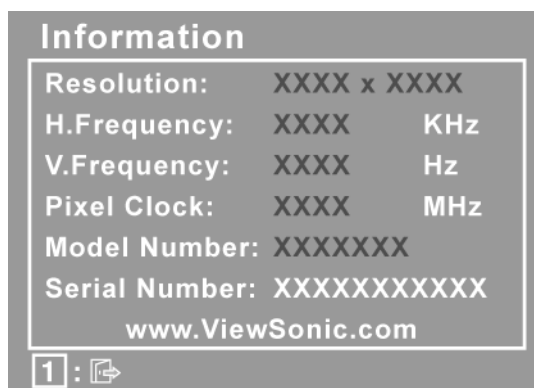 Information
Resolution: XXXX x XXXX
H.Frequency: XXXX KHz
V.Frequency: XXXX Hz
Pixel Clock: XXXX MHz
Model Number: XXXXXXX
Serial Number: XXXXXXXXXXX
www.ViewSonic.com
1 :